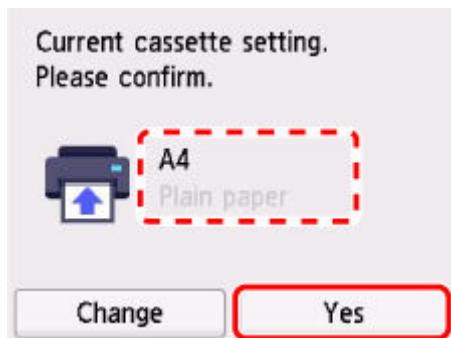 Current cassette setting.
Please confirm.
A4
Plain paper
Change
Yes